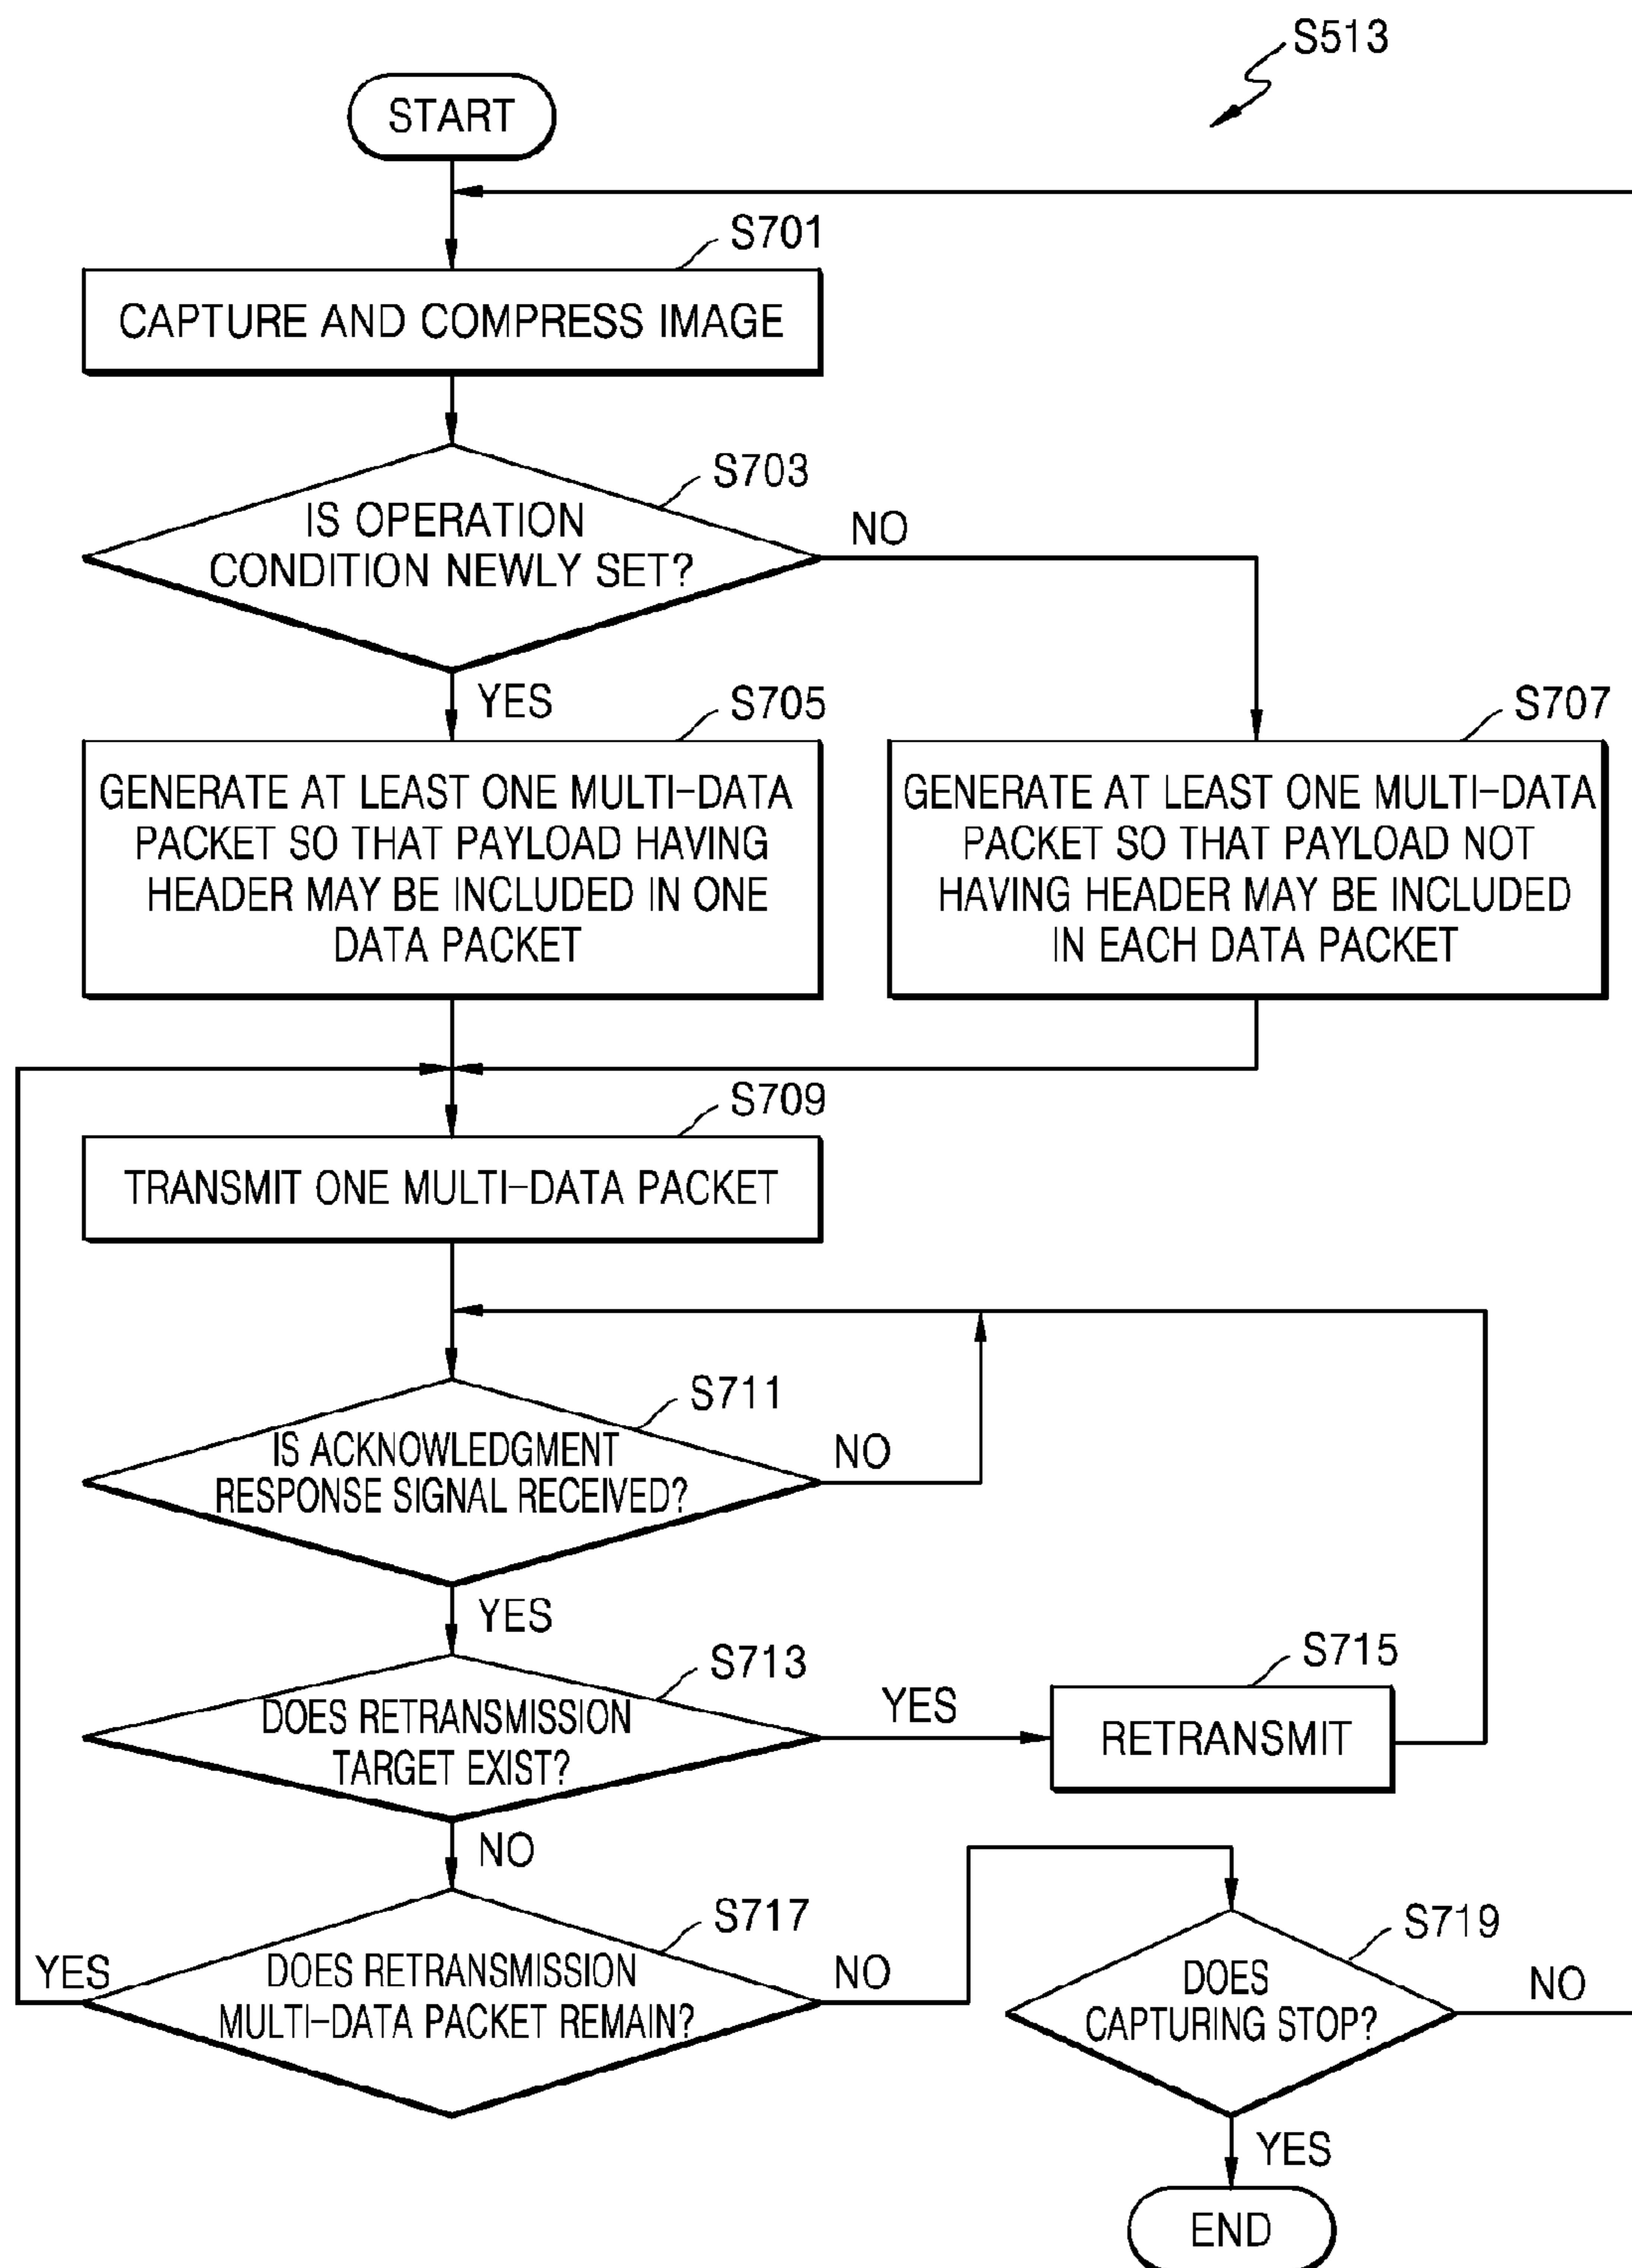 S513
START
S701
CAPTURE AND COMPRESS IMAGE
S703
IS OPERATION
CONDITION NEWLY SET?
NO
YES
S705
GENERATE AT LEAST ONE MULTI-DATA
PACKET SO THAT PAYLOAD HAVING
HEADER MAY BE INCLUDED IN ONE
DATA PACKET
S707
GENERATE AT LEAST ONE MULTI-DATA
PACKET SO THAT PAYLOAD NOT
HAVING HEADER MAY BE INCLUDED
IN EACH DATA PACKET
S709
TRANSMIT ONE MULTI-DATA PACKET
S711
IS ACKNOWLEDGMENT
RESPONSE SIGNAL RECEIVED?
NO
YES
S713
DOES RETRANSMISSION
TARGET EXIST?
YES
S715
RETRANSMIT
NO
S717
DOES RETRANSMISSION
MULTI-DATA PACKET REMAIN?
YES
NO
S719
DOES
CAPTURING STOP?
NO
YES
END